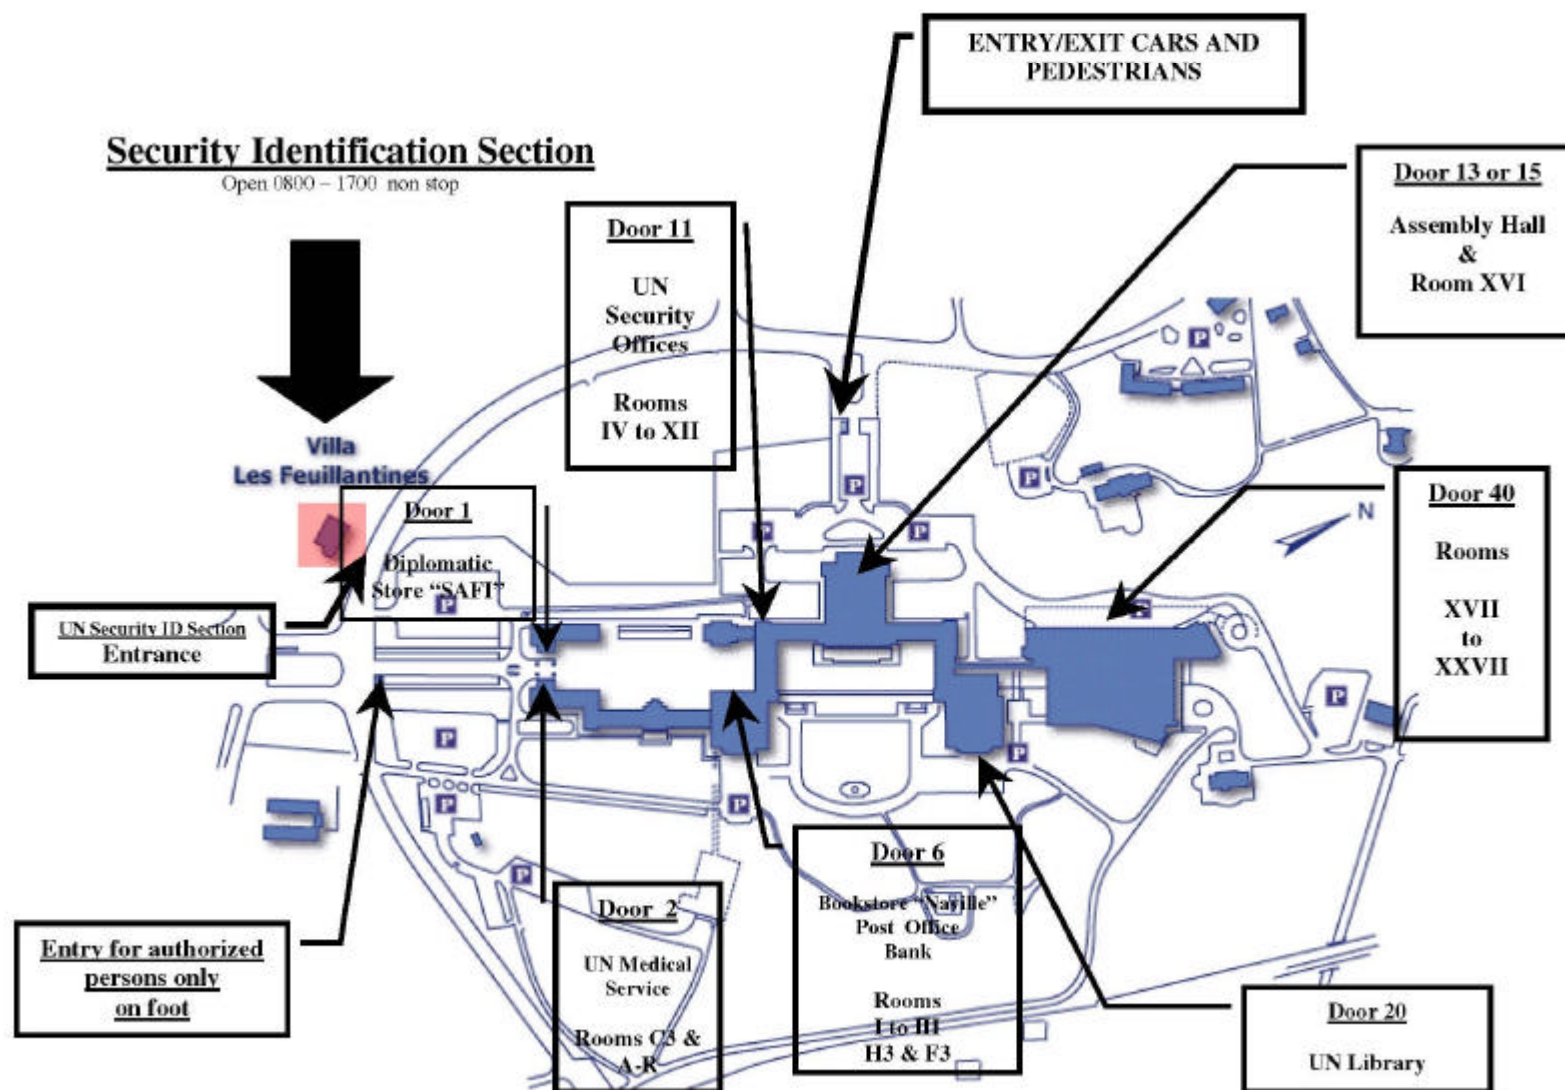 ENTRY/EXIT CARS AND
PEDESTRIANS
Security Identification Section
Open 0800 – 1700 non stop
Door 13 or 15
Assembly Hall
&
Room XVI
Door 11
UN
Security
Offices
Rooms
IV to XII
Villa
Les Feuillantines
Door 1
Diplomatic
Store "SAFI"
Door 40
Rooms
XVII
to
XXVII
N
UN Security ID Section
Entrance
P
P
P
P
P
P
P
P
P
P
P
P
P
Entry for authorized
persons only
on foot
Door 2
UN Medical
Service
Rooms C3 &
A-R
Door 6
Bookstore "Naville"
Post Office
Bank
Rooms
I to III
H3 & F3
Door 20
UN Library